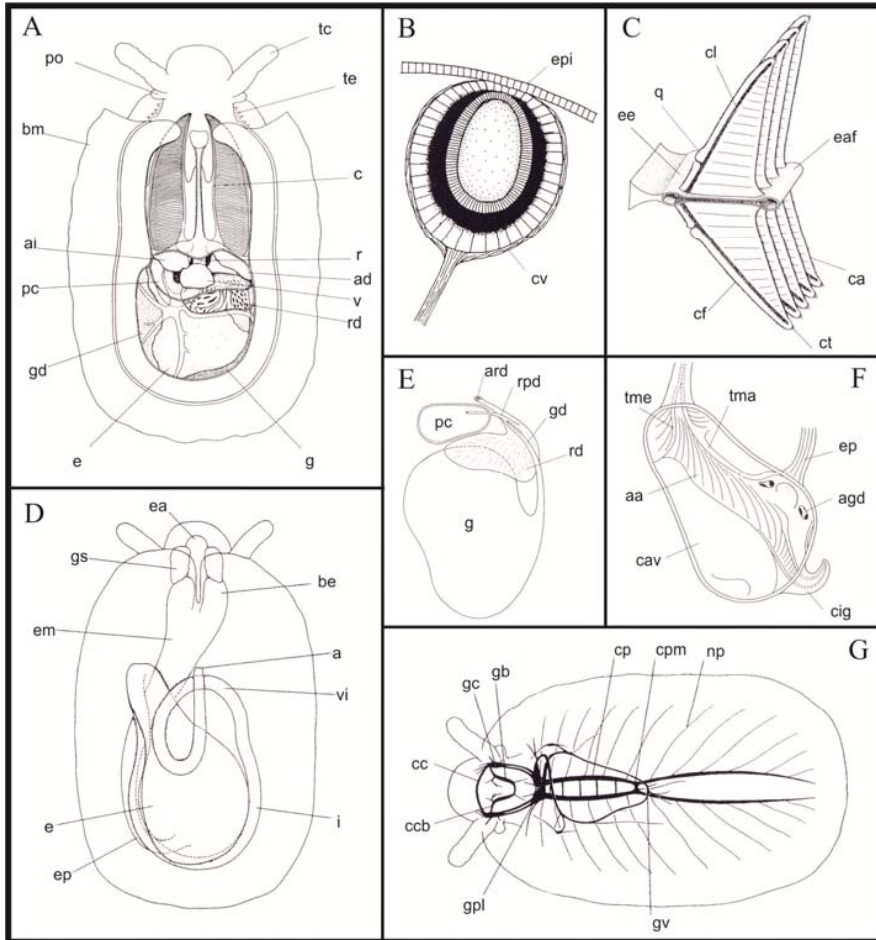 A
tc
po
te
bm
c
ai
r
ad
pc
v
rd
gd
e
g
B
epi
cv
C
cl
q
ee
eaf
ca
cf
ct
D
ea
gs
be
em
a
vi
e
i
ep
E
ard
rpd
pc
gd
rd
g
F
tme
tma
ep
aa
agd
cav
cig
G
cp
cpm
np
gb
gc
cc
ccb
gpl
gv